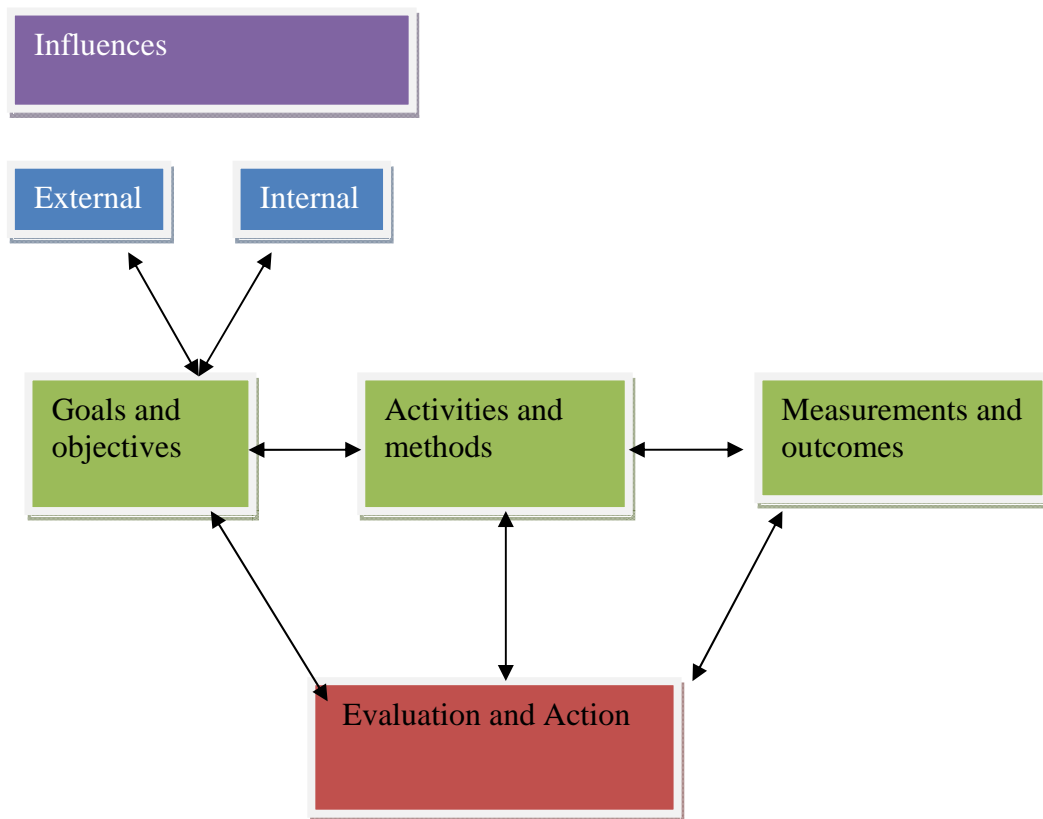 Influences
External
Internal
Goals and
objectives
Activities and
methods
Measurements and
outcomes
Evaluation and Action